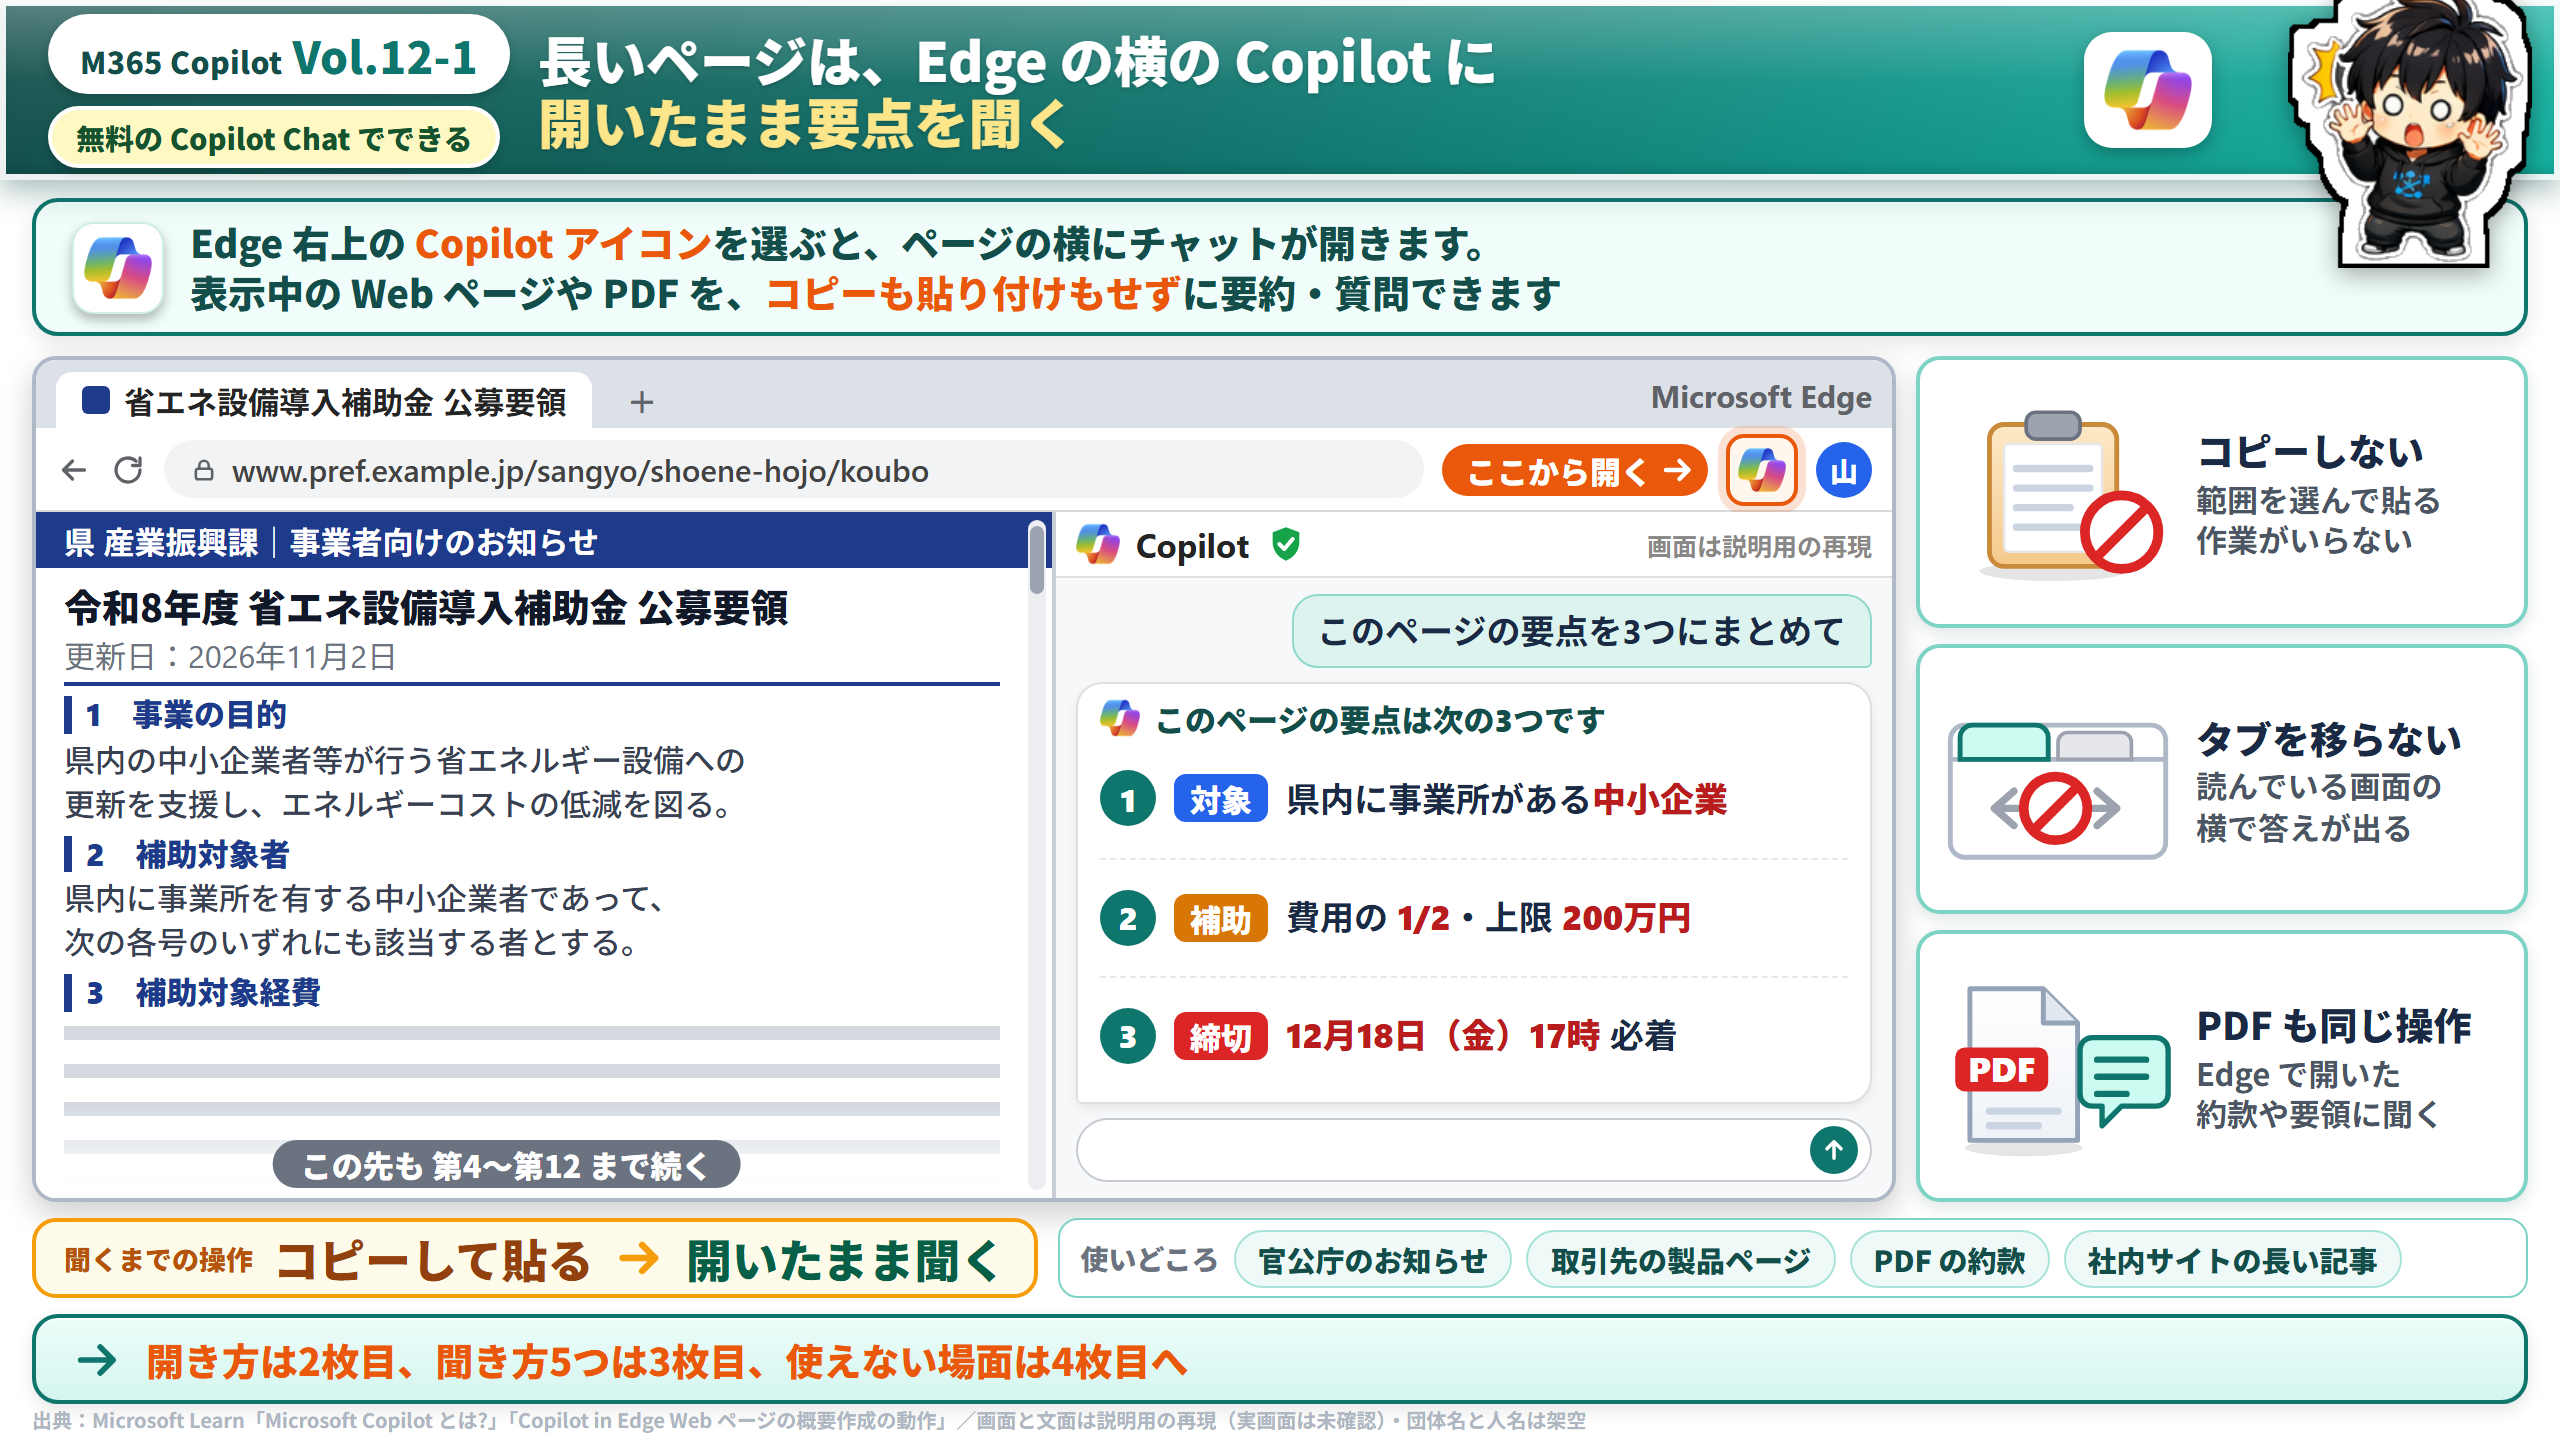 M365 Copilot Vol.12-1
無料の Copilot Chat でできる
長いページは、Edge の横の Copilot に
開いたまま要点を聞く
Edge 右上の Copilot アイコンを選ぶと、ページの横にチャットが開きます。
表示中の Web ページや PDF を、コピーも貼り付けもせずに要約・質問できます
省エネ設備導入補助金 公募要領
+
Microsoft Edge
www.pref.example.jp/sangyo/shoene-hojo/koubo
ここから開く →
山
県 産業振興課｜事業者向けのお知らせ
令和8年度 省エネ設備導入補助金 公募要領
更新日：2026年11月2日
1 事業の目的
県内の中小企業者等が行う省エネルギー設備への
更新を支援し、エネルギーコストの低減を図る。
2 補助対象者
県内に事業所を有する中小企業者であって、
次の各号のいずれにも該当する者とする。
3 補助対象経費
この先も 第4～第12 まで続く
Copilot
画面は説明用の再現
このページの要点を3つにまとめて
このページの要点は次の3つです
1 対象 県内に事業所がある中小企業
2 補助 費用の 1/2・上限 200万円
3 締切 12月18日（金）17時 必着
コピーしない
範囲を選んで貼る
作業がいらない
タブを移らない
読んでいる画面の
横で答えが出る
PDF
PDF も同じ操作
Edge で開いた
約款や要領に聞く
聞くまでの操作 コピーして貼る → 開いたまま聞く
使いどころ 官公庁のお知らせ 取引先の製品ページ PDF の約款 社内サイトの長い記事
→ 開き方は2枚目、聞き方5つは3枚目、使えない場面は4枚目へ
出典：Microsoft Learn「Microsoft Copilot とは?」「Copilot in Edge Web ページの概要作成の動作」／画面と文面は説明用の再現（実画面は未確認）・団体名と人名は架空